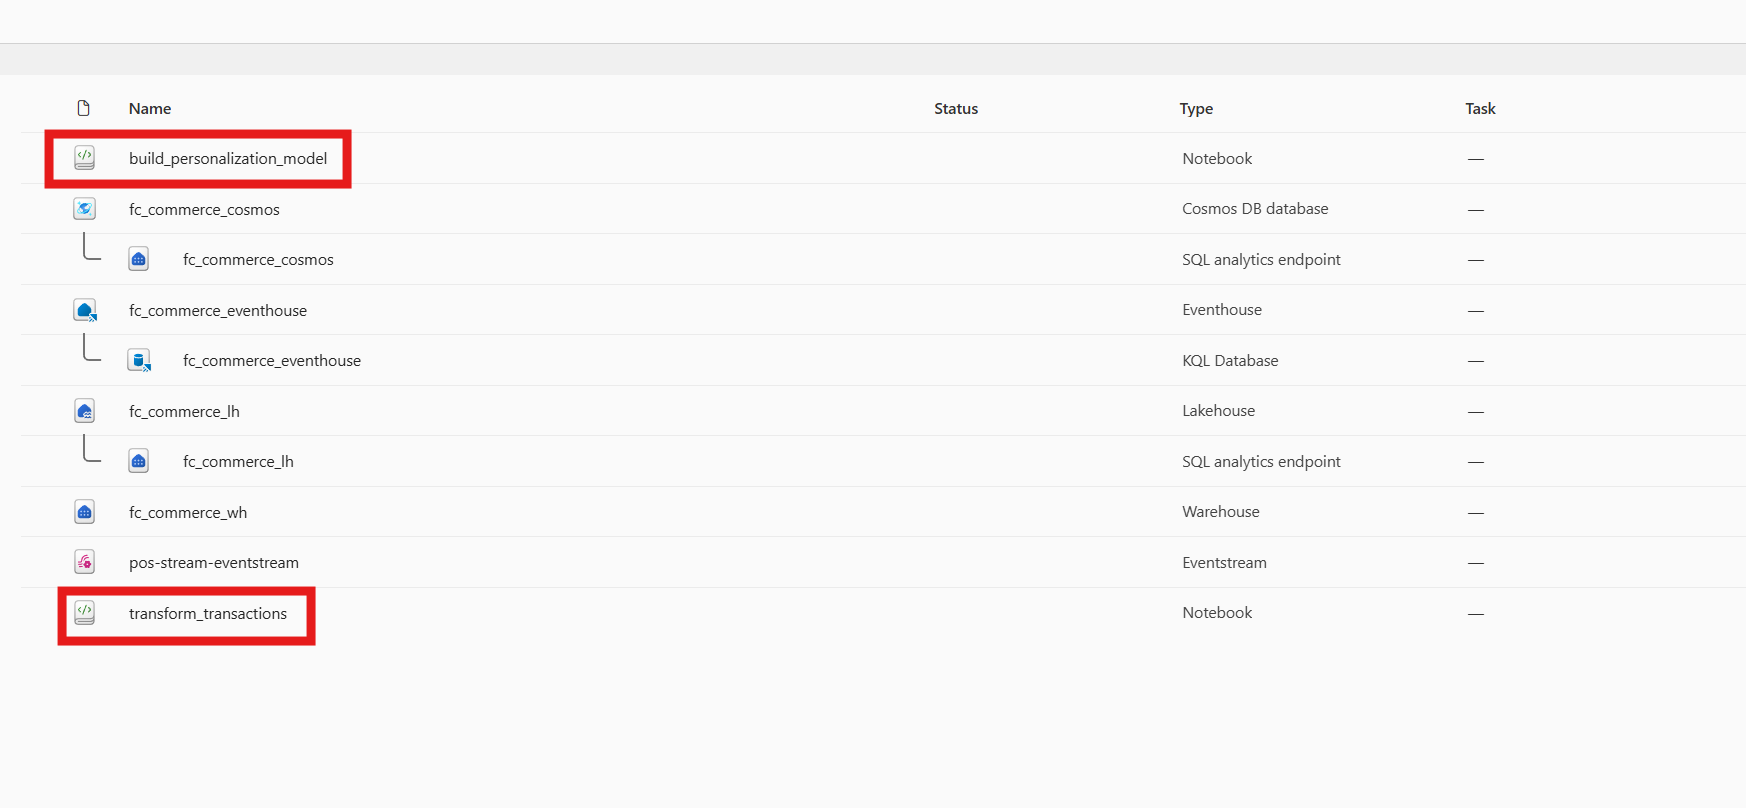 Name Status Type Task
build_personalization_model Notebook —
fc_commerce_cosmos Cosmos DB database —
fc_commerce_cosmos SQL analytics endpoint —
fc_commerce_eventhouse Eventhouse —
fc_commerce_eventhouse KQL Database —
fc_commerce_lh Lakehouse —
fc_commerce_lh SQL analytics endpoint —
fc_commerce_wh Warehouse —
pos-stream-eventstream Eventstream —
transform_transactions Notebook —